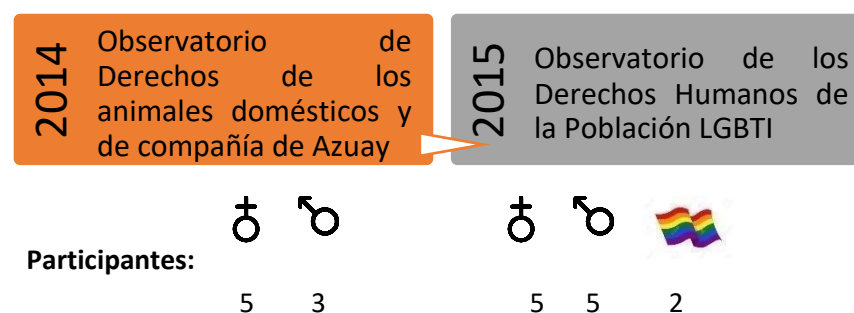 2014
Observatorio de
Derechos de los
animales domésticos y
de compañía de Azuay
2015
Observatorio de los
Derechos Humanos de
la Población LGBTI
Participantes:
5 3 5 5 2